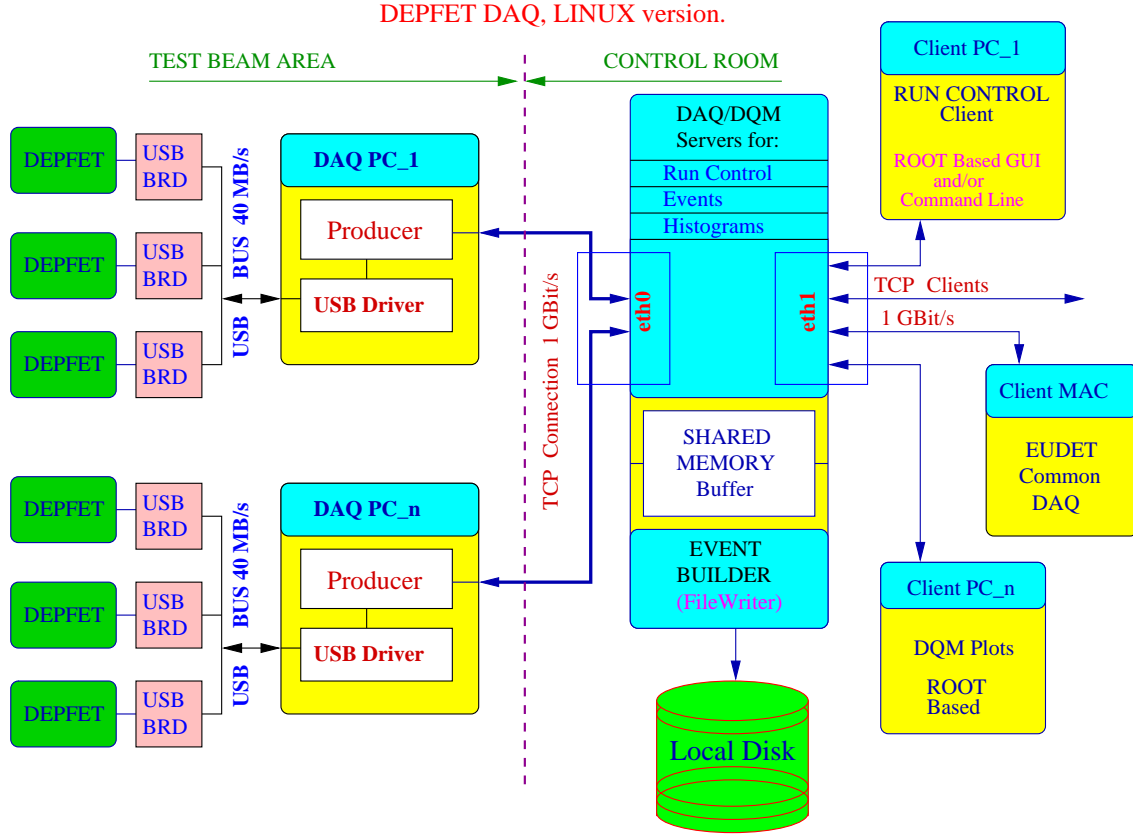 DEPFET DAQ, LINUX version.
TEST BEAM AREA
CONTROL ROOM
DEPFET
USB
BRD
DEPFET
USB
BRD
DEPFET
USB
BRD
USB BUS 40 MB/s
DAQ PC_1
Producer
USB Driver
DEPFET
USB
BRD
DEPFET
USB
BRD
DEPFET
USB
BRD
USB BUS 40 MB/s
DAQ PC_n
Producer
USB Driver
TCP Connection 1 GBit/s
DAQ/DQM
Servers for:
Run Control
Events
Histograms
eth0
eth1
SHARED
MEMORY
Buffer
EVENT
BUILDER
(FileWriter)
Local Disk
Client PC_1
RUN CONTROL
Client
ROOT Based GUI
and/or
Command Line
TCP Clients
1 GBit/s
Client MAC
EUDET
Common
DAQ
Client PC_n
DQM Plots
ROOT
Based